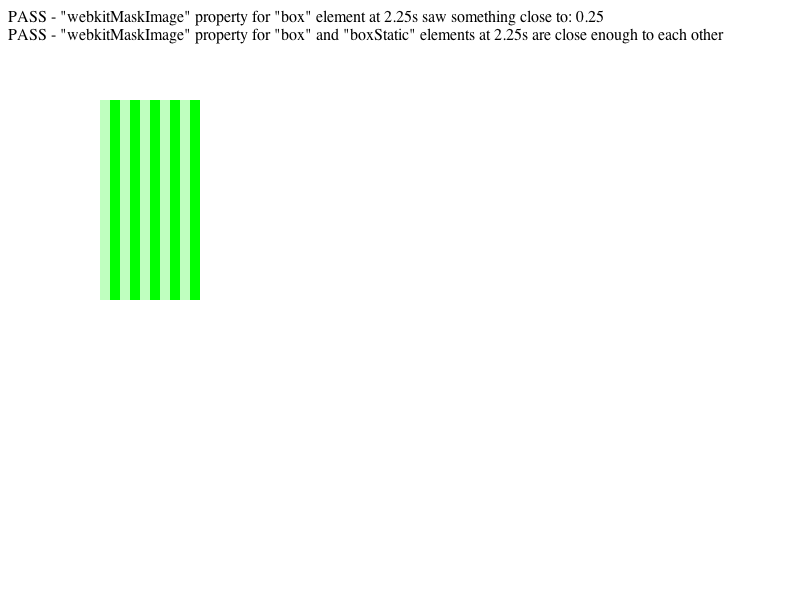 PASS - "webkitMaskImage" property for "box" element at 2.25s saw something close to: 0.25
PASS - "webkitMaskImage" property for "box" and "boxStatic" elements at 2.25s are close enough to each other